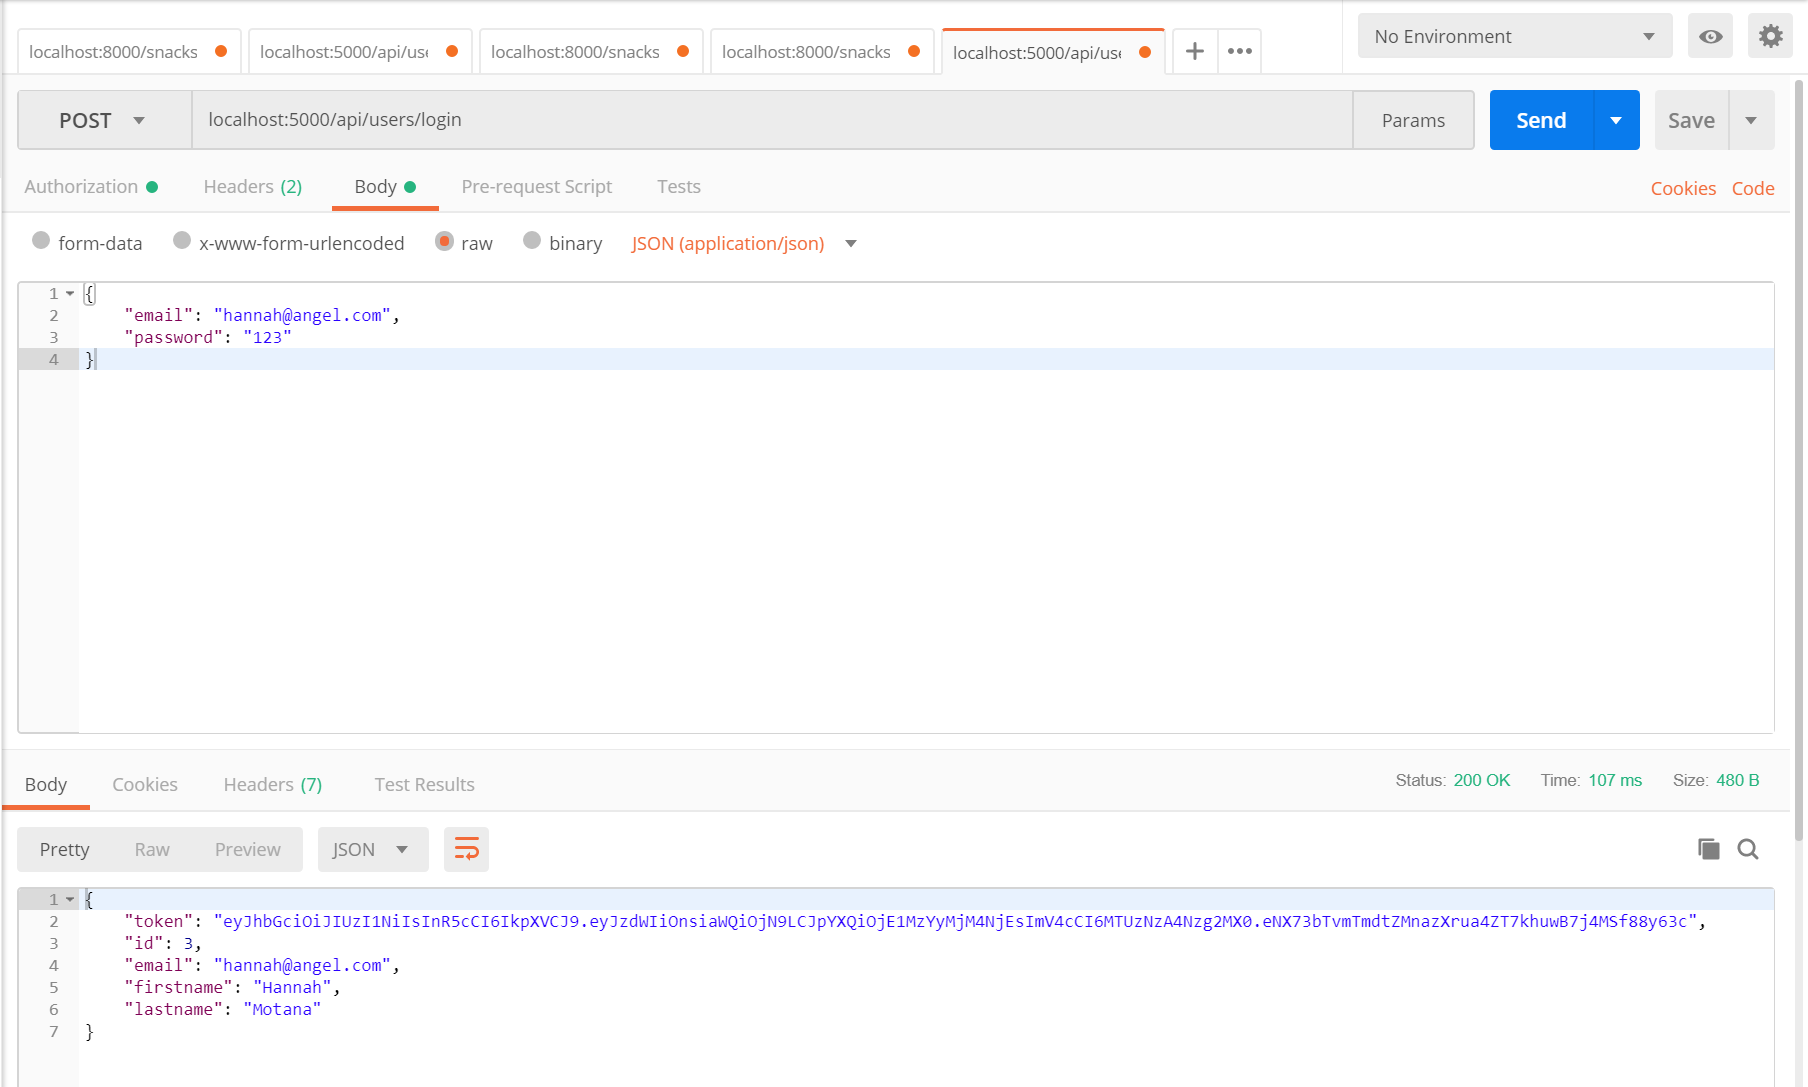 localhost:8000/snacks localhost:5000/api/use localhost:8000/snacks localhost:8000/snacks localhost:5000/api/use No Environment
POST localhost:5000/api/users/login Params Send Save
Authorization Headers (2) Body Pre-request Script Tests Cookies Code
form-data x-www-form-urlencoded raw binary JSON (application/json)
1 {
2 "email": "hannah@angel.com",
3 "password": "123"
4 }
Body Cookies Headers (7) Test Results Status: 200 OK Time: 107 ms Size: 480 B
Pretty Raw Preview JSON
1 {
2 "token": "eyJhbGciOiJIUzI1NiIsInR5cCI6IkpXVCJ9.eyJzdWIiOnsiaWQiOjN9LCJpYXQiOjE1MzYyMjM4NjEsImV4cCI6MTUzNzA4Nzg2MX0.eNX73bTvmTmdtZMnazXrua4ZT7khuwB7j4MSf88y63c",
3 "id": 3,
4 "email": "hannah@angel.com",
5 "firstname": "Hannah",
6 "lastname": "Motana"
7 }